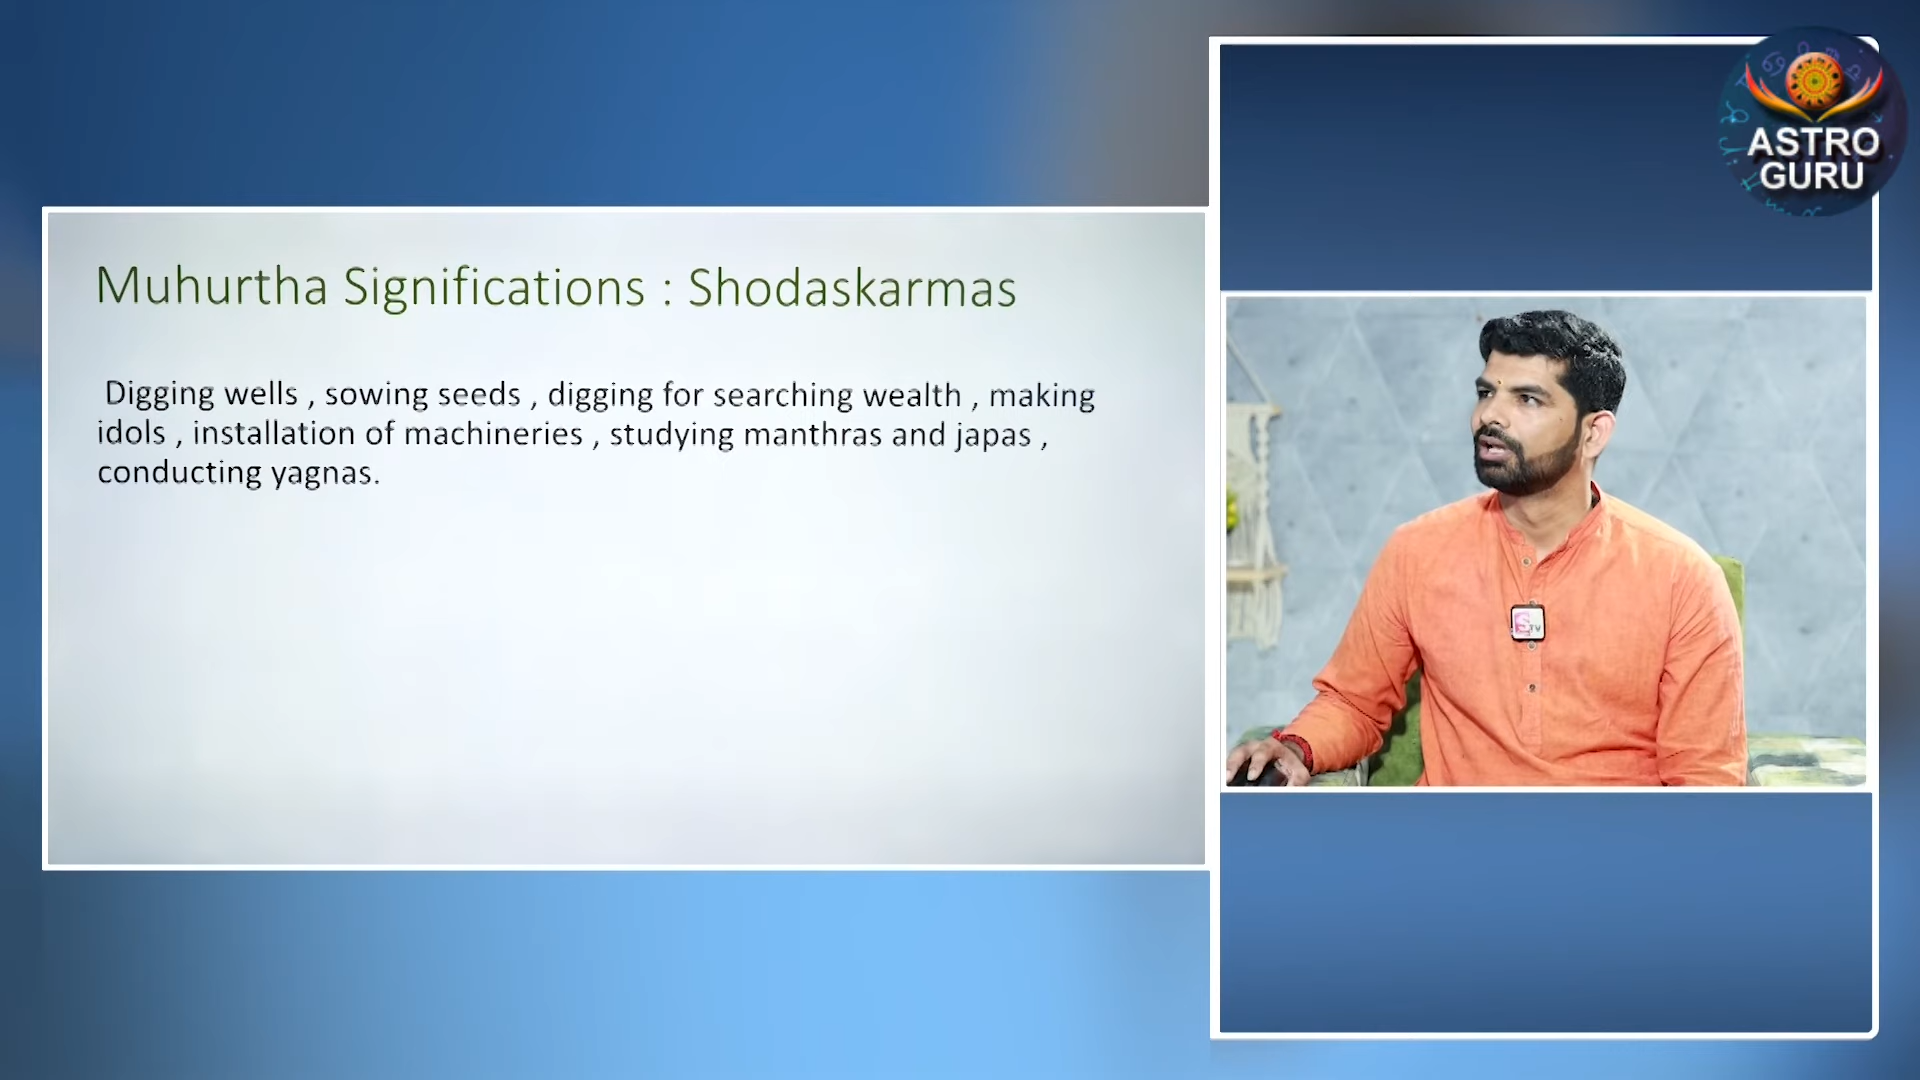 ASTRO
GURU
Muhurtha Significations : Shodaskarmas
Digging wells , sowing seeds , digging for searching wealth , making
idols , installation of machineries , studying manthras and japas ,
conducting yagnas.
S TV